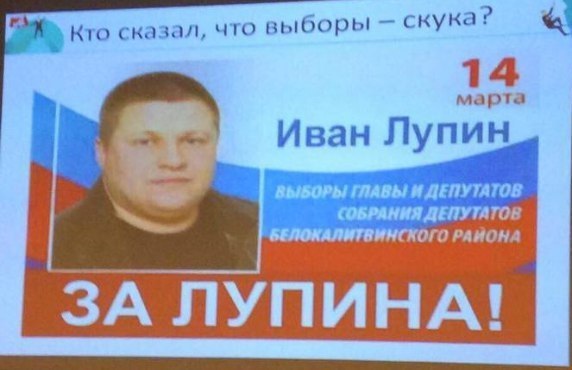 Кто сказал, что выборы – скука?
14
марта
Иван Лупин
ВЫБОРЫ ГЛАВЫ И ДЕПУТАТОВ
СОБРАНИЯ ДЕПУТАТОВ
БЕЛОКАЛИТВИНСКОГО РАЙОНА
ЗА ЛУПИНА!